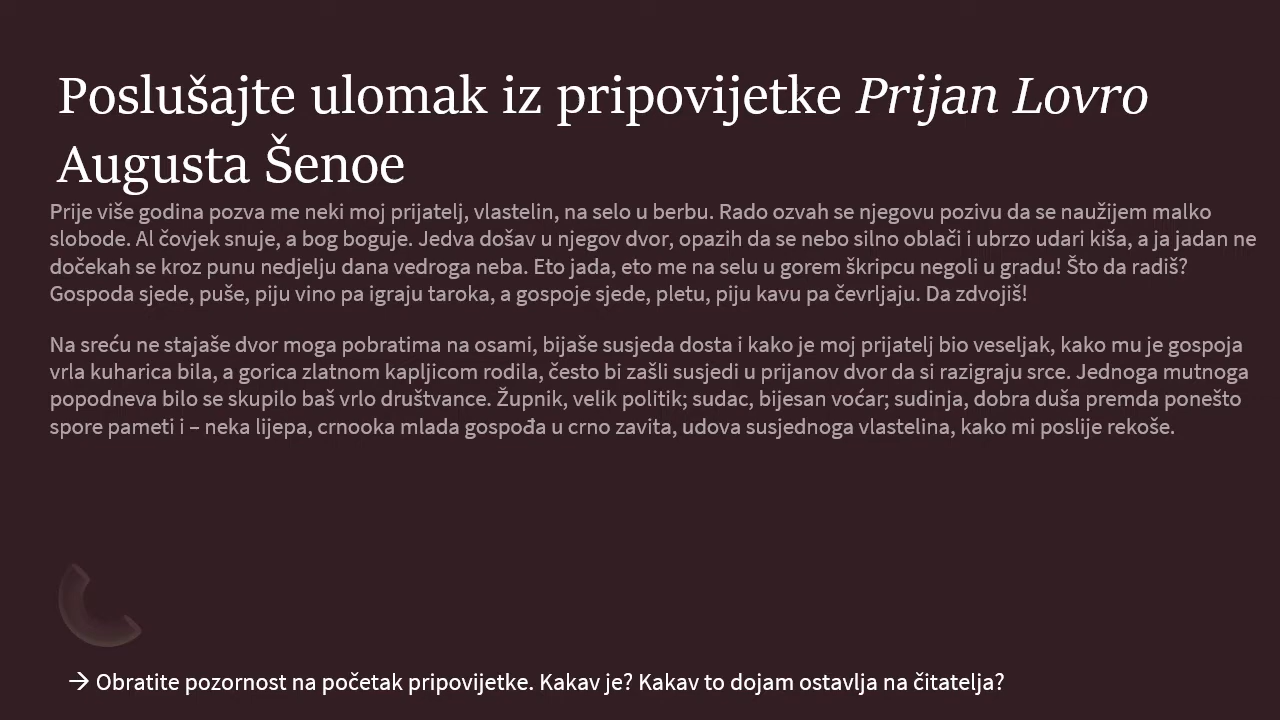 Poslušajte ulomak iz pripovijetke Prijan Lovro
Augusta Šenoe
Prije više godina pozva me neki moj prijatelj, vlastelin, na selo u berbu. Rado ozvah se njegovu pozivu da se naužijem malko
slobode. Al čovjek snuje, a bog boguje. Jedva došav u njegov dvor, opazih da se nebo silno oblači i ubrzo udari kiša, a ja jadan ne
dočekah se kroz punu nedjelju dana vedroga neba. Eto jada, eto me na selu u gorem škripcu negoli u gradu! Što da radiš?
Gospoda sjede, puše, piju vino pa igraju taroka, a gospoje sjede, pletu, piju kavu pa čevrljaju. Da zdvojiš!
Na sreću ne stajaše dvor moga pobratima na osami, bijaše susjeda dosta i kako je moj prijatelj bio veseljak, kako mu je gospoja
vrla kuharica bila, a gorica zlatnom kapljicom rodila, često bi zašli susjedi u prijanov dvor da si razigraju srce. Jednoga mutnoga
popodneva bilo se skupilo baš vrlo društvance. Župnik, velik politik; sudac, bijesan voćar; sudinja, dobra duša premda ponešto
spore pameti i – neka lijepa, crnooka mlada gospođa u crno zavita, udova susjednoga vlastelina, kako mi poslije rekoše.
→ Obratite pozornost na početak pripovijetke. Kakav je? Kakav to dojam ostavlja na čitatelja?